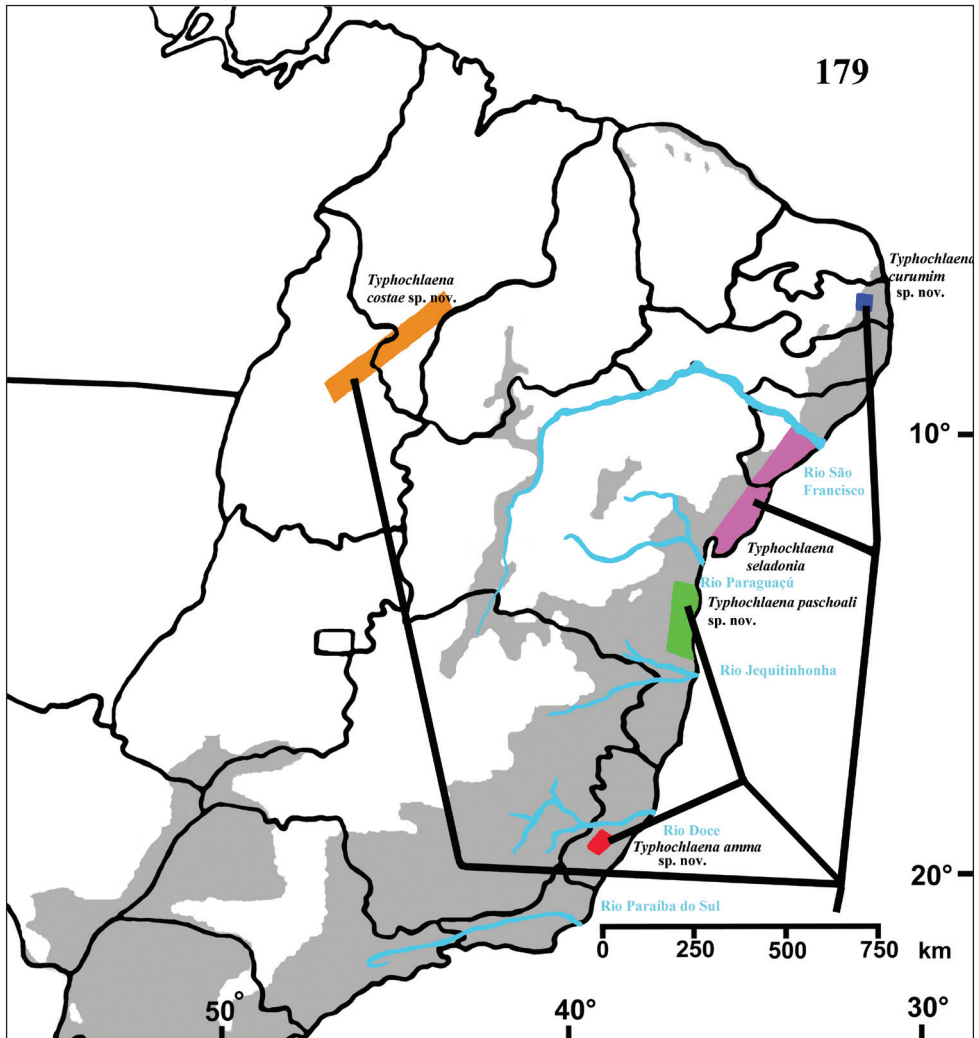 179
Typhochlaena
curumim
sp. nov.
Typhochlaena
costae sp. nov.
10°
Rio São
Francisco
Typhochlaena
seladonia
Rio Paraguaçú
Typhochlaena paschoali
sp. nov.
Rio Jequitinhonha
Rio Doce
Typhochlaena amma
sp. nov.
20°
Rio Paraíba do Sul
0 250 500 750 km
50° 40° 30°